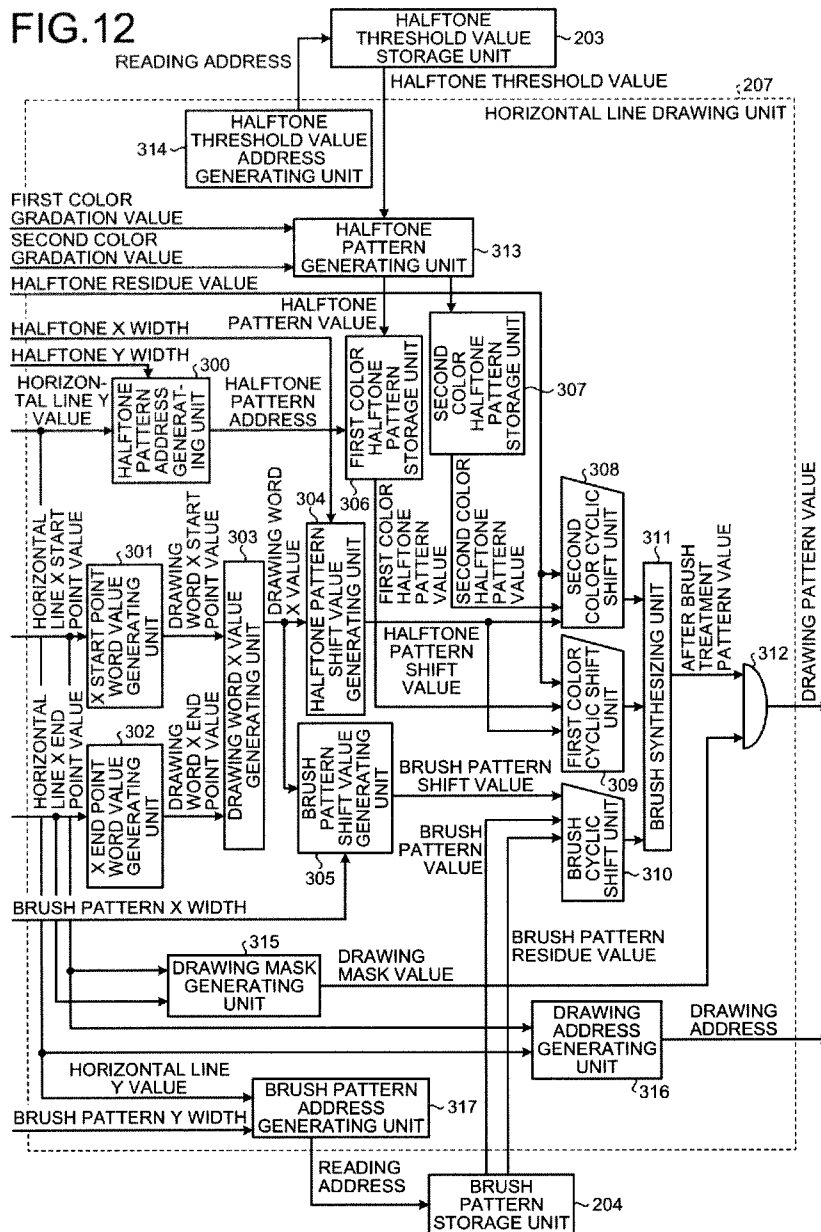 FIG.12
HALFTONE
THRESHOLD VALUE
STORAGE UNIT
203
READING ADDRESS
HALFTONE THRESHOLD VALUE
207
HORIZONTAL LINE DRAWING UNIT
314
HALFTONE
THRESHOLD VALUE
ADDRESS
GENERATING UNIT
FIRST COLOR
GRADATION VALUE
SECOND COLOR
GRADATION VALUE
HALFTONE
PATTERN
GENERATING UNIT
313
HALFTONE RESIDUE VALUE
HALFTONE
PATTERN VALUE
HALFTONE X WIDTH
HALFTONE Y WIDTH
300
HORIZON-
TAL LINE Y
VALUE
HALFTONE
PATTERN
ADDRESS
GENERAT-
ING UNIT
HALFTONE
PATTERN
ADDRESS
FIRST COLOR
HALFTONE
PATTERN
STORAGE UNIT
306
SECOND
COLOR
HALFTONE
PATTERN
STORAGE UNIT
307
HORIZONTAL
LINE X START
POINT VALUE
301
X START POINT
WORD VALUE
GENERATING
UNIT
DRAWING
WORD X START
POINT VALUE
303
DRAWING WORD X VALUE
GENERATING UNIT
DRAWING WORD
X VALUE
304
HALFTONE PATTERN
SHIFT VALUE
GENERATING UNIT
FIRST COLOR
HALFTONE
PATTERN
VALUE
SECOND COLOR
HALFTONE
PATTERN
VALUE
HALFTONE
PATTERN
SHIFT VALUE
308
SECOND
COLOR CYCLIC
SHIFT UNIT
FIRST COLOR
CYCLIC SHIFT
UNIT
309
311
BRUSH SYNTHESIZING UNIT
AFTER BRUSH
TREATMENT
PATTERN VALUE
312
DRAWING PATTERN VALUE
HORIZONTAL
LINE X END
POINT VALUE
302
X END POINT
WORD VALUE
GENERATING
UNIT
DRAWING
WORD X END
POINT VALUE
BRUSH
PATTERN
SHIFT VALUE
GENERATING
UNIT
305
BRUSH PATTERN
SHIFT VALUE
BRUSH PATTERN
VALUE
BRUSH
CYCLIC
SHIFT UNIT
310
BRUSH PATTERN X WIDTH
BRUSH PATTERN
RESIDUE VALUE
315
DRAWING MASK
GENERATING
UNIT
DRAWING
MASK VALUE
DRAWING
ADDRESS
GENERATING
UNIT
316
DRAWING
ADDRESS
HORIZONTAL LINE
Y VALUE
BRUSH PATTERN Y WIDTH
BRUSH PATTERN
ADDRESS
GENERATING UNIT
317
READING
ADDRESS
BRUSH
PATTERN
STORAGE UNIT
204